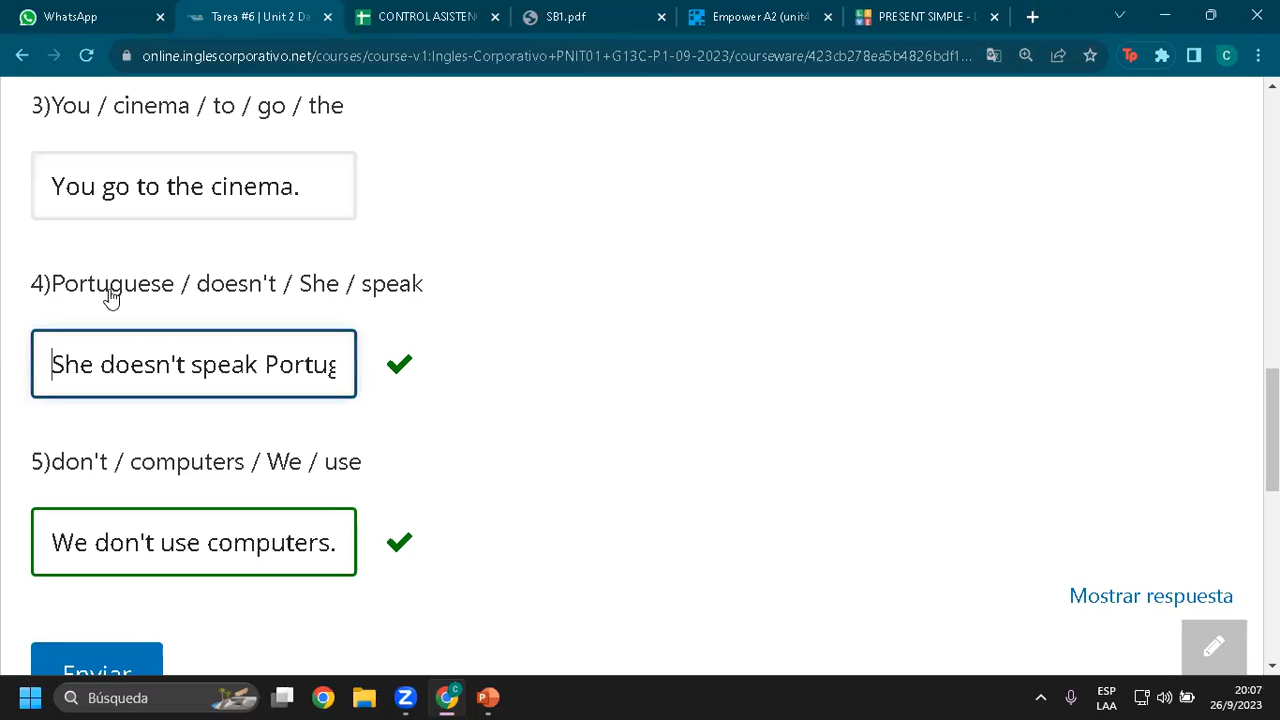 WhatsApp
Tarea #6 | Unit 2 Da
CONTROL ASISTEN
SB1.pdf
Empower A2 (unit4
PRESENT SIMPLE - D
online.inglescorporativo.net/courses/course-v1:Ingles-Corporativo+PNIT01+G13C-P1-09-2023/courseware/423cb278ea5b4826bdf1...
Tp
C
3)You / cinema / to / go / the
You go to the cinema.
4)Portuguese / doesn't / She / speak
She doesn't speak Portug
5)don't / computers / We / use
We don't use computers.
Mostrar respuesta
Enviar
Búsqueda
C
ESP
LAA
20:07
26/9/2023